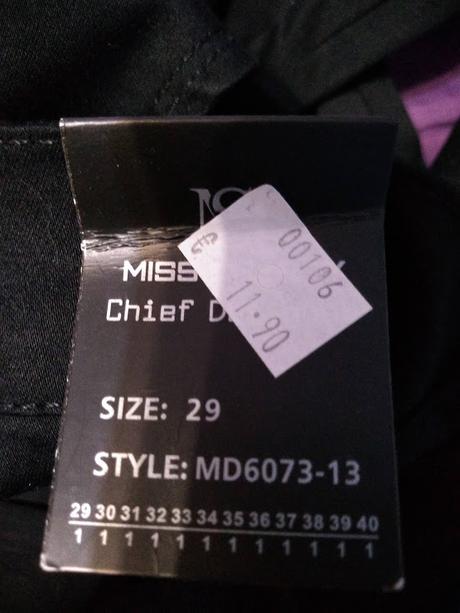 00106
€ 11.90
MISS
Chief
SIZE: 29
STYLE: MD6073-13
29 30 31 32 33 34 35 36 37 38 39 40
1 1 1 1 1 1 1 1 1 1 1 1